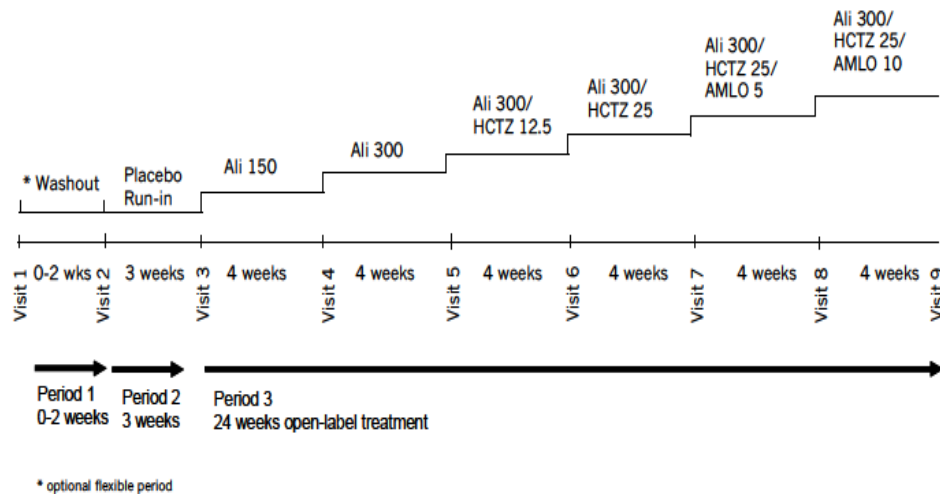 * Washout
Placebo
Run-in
Ali 150
Ali 300
Ali 300/
HCTZ 12.5
Ali 300/
HCTZ 25
Ali 300/
HCTZ 25/
AMLO 5
Ali 300/
HCTZ 25/
AMLO 10
Visit 1
0-2 wks
Visit 2
3 weeks
Visit 3
4 weeks
Visit 4
4 weeks
Visit 5
4 weeks
Visit 6
4 weeks
Visit 7
4 weeks
Visit 8
4 weeks
Visit 9
Period 1
0-2 weeks
Period 2
3 weeks
Period 3
24 weeks open-label treatment
* optional flexible period